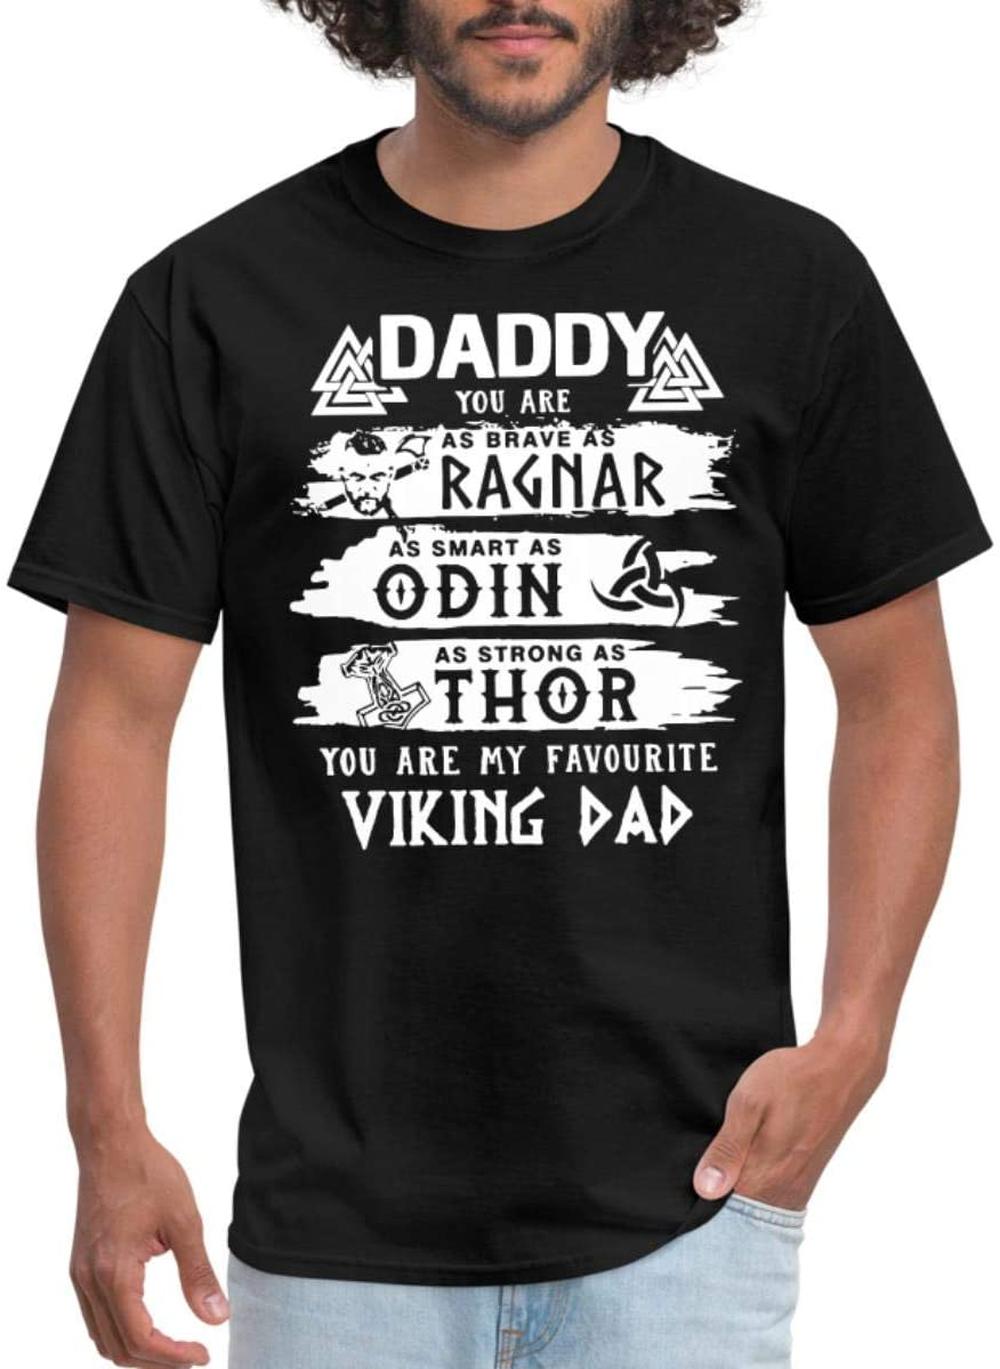 DADDY
YOU ARE
AS BRAVE AS
RAGNAR
AS SMART AS
ODIN
AS STRONG AS
THOR
YOU ARE MY FAVOURITE
VIKING DAD